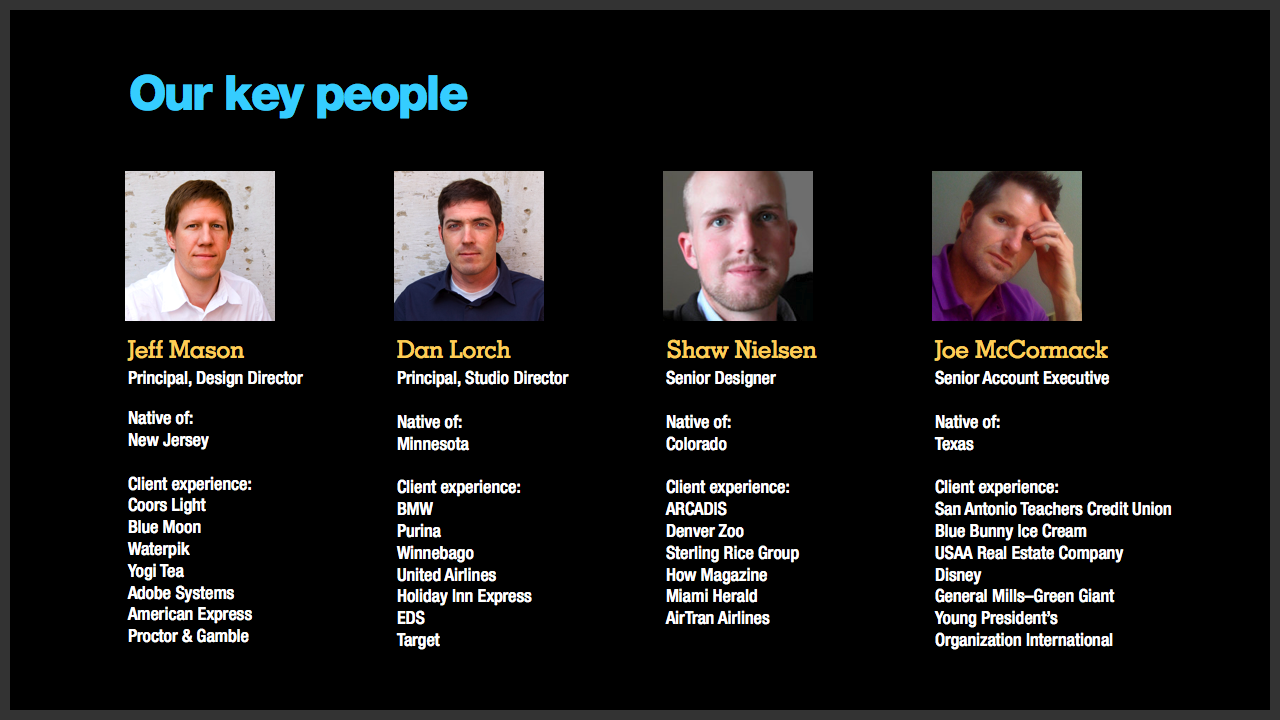 Our key people
Jeff Mason
Principal, Design Director
Native of:
New Jersey
Client experience:
Coors Light
Blue Moon
Waterpik
Yogi Tea
Adobe Systems
American Express
Proctor & Gamble
Dan Lorch
Principal, Studio Director
Native of:
Minnesota
Client experience:
BMW
Purina
Winnebago
United Airlines
Holiday Inn Express
EDS
Target
Shaw Nielsen
Senior Designer
Native of:
Colorado
Client experience:
ARCADIS
Denver Zoo
Sterling Rice Group
How Magazine
Miami Herald
AirTran Airlines
Joe McCormack
Senior Account Executive
Native of:
Texas
Client experience:
San Antonio Teachers Credit Union
Blue Bunny Ice Cream
USAA Real Estate Company
Disney
General Mills–Green Giant
Young President’s
Organization International